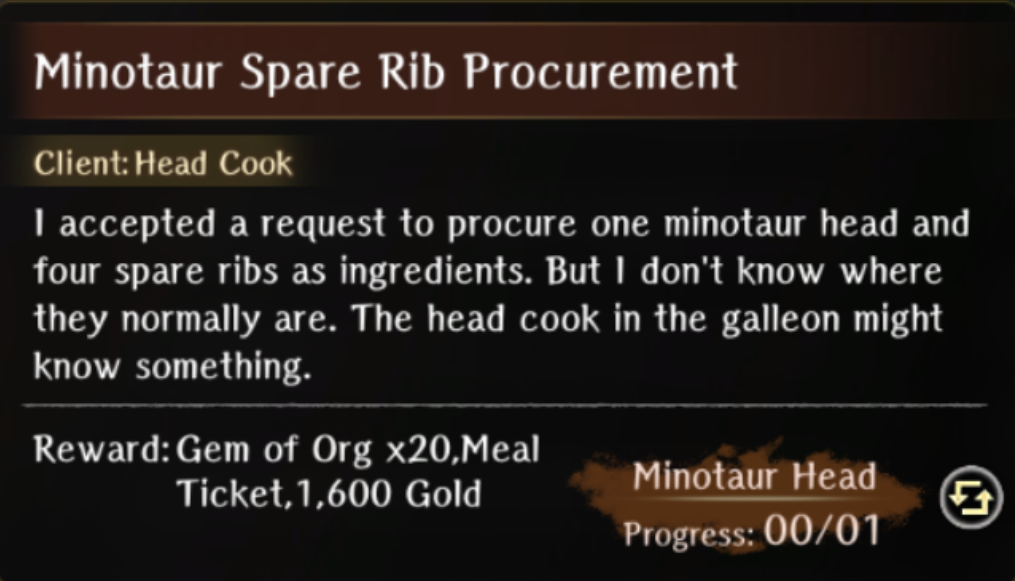 Minotaur Spare Rib Procurement
Client: Head Cook
I accepted a request to procure one minotaur head and
four spare ribs as ingredients. But I don't know where
they normally are. The head cook in the galleon might
know something.
Reward: Gem of Org x20,Meal
Ticket,1,600 Gold
Minotaur Head
Progress: 00/01